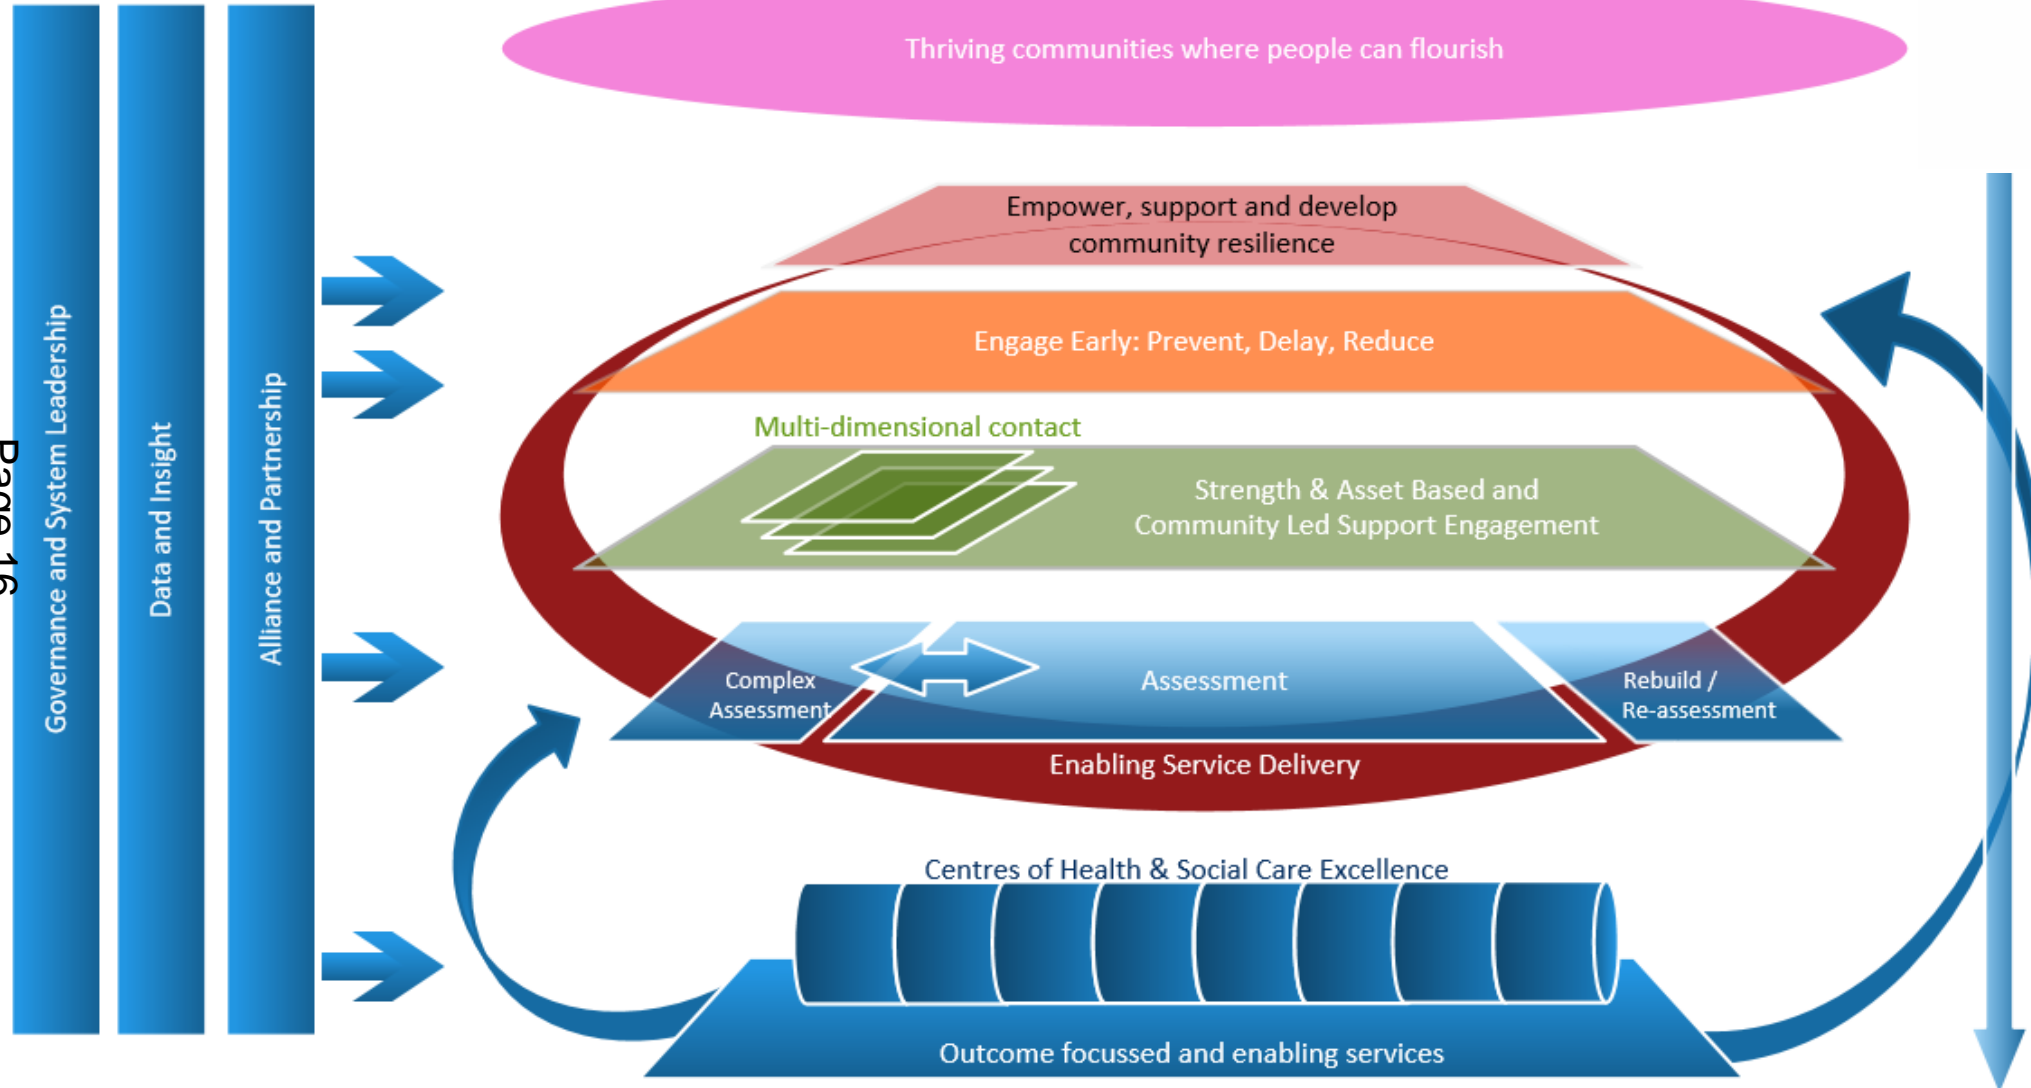 Page 16
Governance and System Leadership
Data and Insight
Alliance and Partnership
Thriving communities where people can flourish
Empower, support and develop
community resilience
Engage Early: Prevent, Delay, Reduce
Multi-dimensional contact
Strength & Asset Based and
Community Led Support Engagement
Complex
Assessment
Assessment
Rebuild /
Re-assessment
Enabling Service Delivery
Centres of Health & Social Care Excellence
Outcome focussed and enabling services